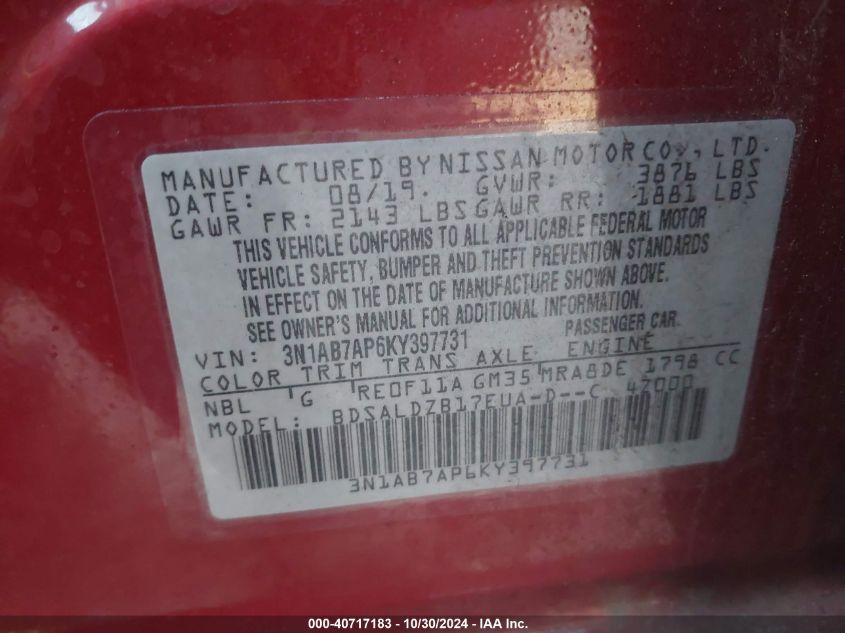 MANUFACTURED BY NISSAN MOTOR CO., LTD.
DATE: 08/19. GVWR: 3876 LBS
GAWR FR: 2143 LBS GAWR RR: 1881 LBS
THIS VEHICLE CONFORMS TO ALL APPLICABLE FEDERAL MOTOR
VEHICLE SAFETY, BUMPER AND THEFT PREVENTION STANDARDS
IN EFFECT ON THE DATE OF MANUFACTURE SHOWN ABOVE.
SEE OWNER'S MANUAL FOR ADDITIONAL INFORMATION.
VIN: 3N1AB7AP6KY397731 PASSENGER CAR.
COLOR TRIM TRANS AXLE ENGINE
NBL G RE0F11A GM35 MRA8DE 1798 CC
MODEL: BDSALDZB17EUA-D--C 47000
3N1AB7AP6KY397731
000-40717183 - 10/30/2024 - IAA Inc.